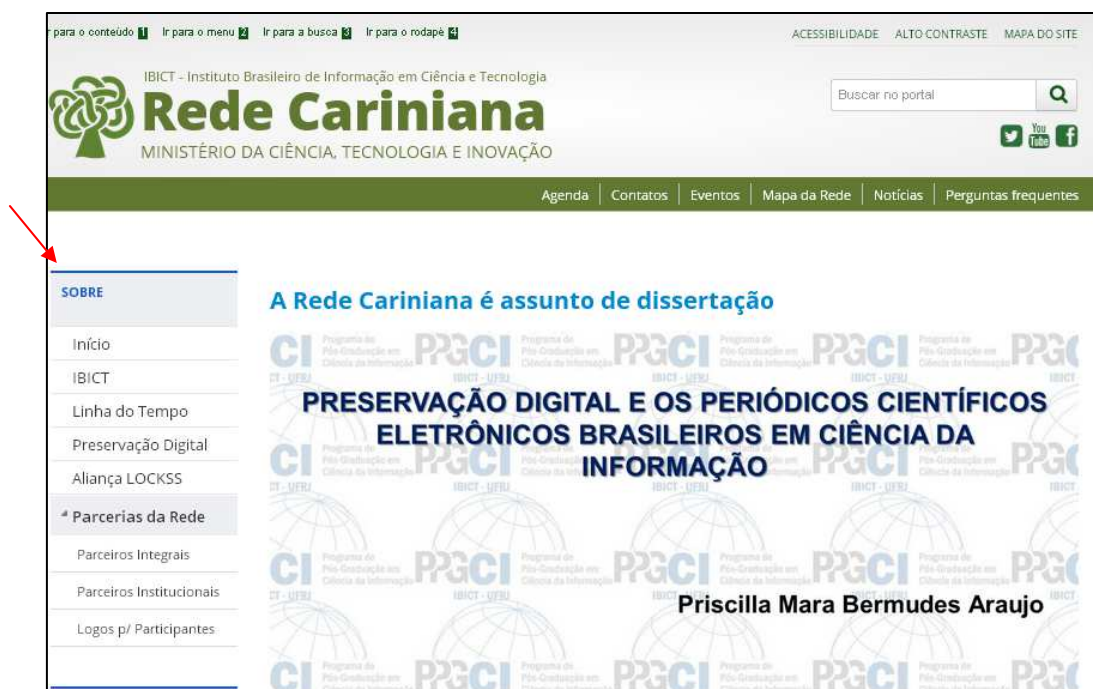 r para o conteúdo 1 Ir para o menu 2 Ir para a busca 3 Ir para o rodapé 4
ACESSIBILIDADE ALTO CONTRASTE MAPA DO SITE
IBICT - Instituto Brasileiro de Informação em Ciência e Tecnologia
Rede Cariniana
MINISTÉRIO DA CIÊNCIA, TECNOLOGIA E INOVAÇÃO
Buscar no portal
You Tube
Agenda Contatos Eventos Mapa da Rede Notícias Perguntas frequentes
SOBRE
Início
IBICT
Linha do Tempo
Preservação Digital
Aliança LOCKSS
Parcerias da Rede
Parceiros Integrais
Parceiros Institucionais
Logos p/ Participantes
A Rede Cariniana é assunto de dissertação
PRESERVAÇÃO DIGITAL E OS PERIÓDICOS CIENTÍFICOS
ELETRÔNICOS BRASILEIROS EM CIÊNCIA DA
INFORMAÇÃO
Priscilla Mara Bermudes Araujo